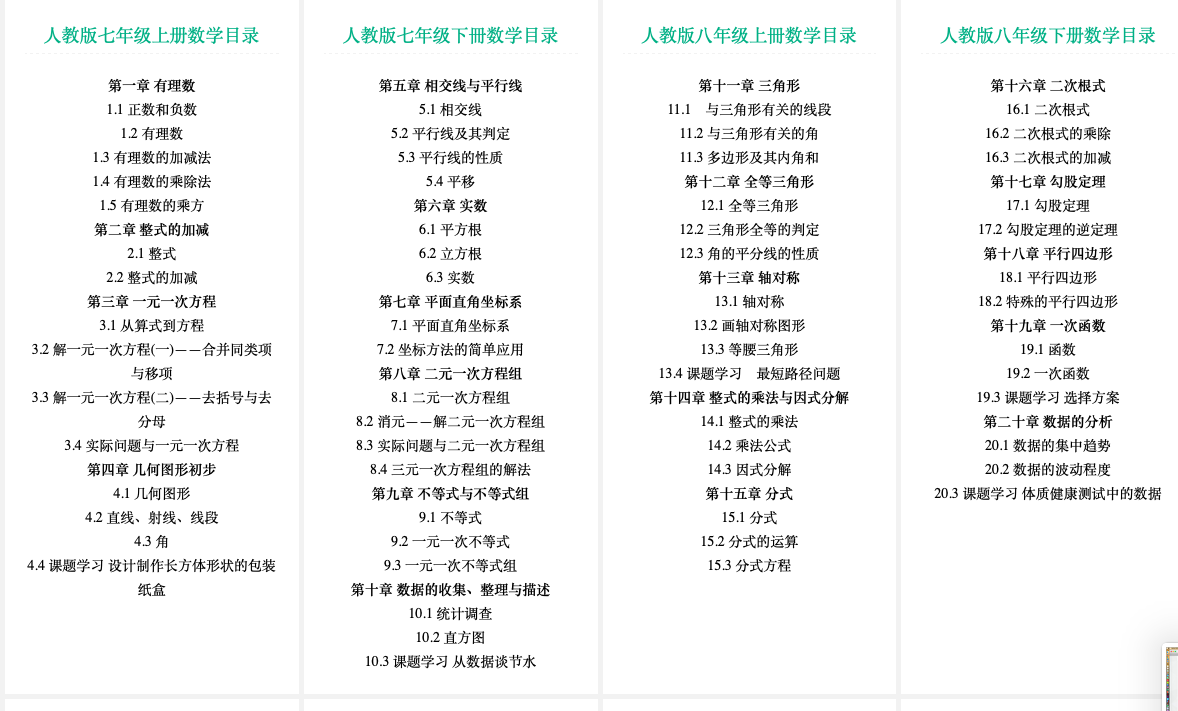 人教版七年级上册数学目录
第一章 有理数
1.1 正数和负数
1.2 有理数
1.3 有理数的加减法
1.4 有理数的乘除法
1.5 有理数的乘方
第二章 整式的加减
2.1 整式
2.2 整式的加减
第三章 一元一次方程
3.1 从算式到方程
3.2 解一元一次方程(一)——合并同类项
与移项
3.3 解一元一次方程(二)——去括号与去
分母
3.4 实际问题与一元一次方程
第四章 几何图形初步
4.1 几何图形
4.2 直线、射线、线段
4.3 角
4.4 课题学习 设计制作长方体形状的包装
纸盒
人教版七年级下冊数学目录
第五章 相交线与平行线
5.1 相交线
5.2 平行线及其判定
5.3 平行线的性质
5.4 平移
第六章 实数
6.1 平方根
6.2 立方根
6.3 实数
第七章 平面直角坐标系
7.1 平面直角坐标系
7.2 坐标方法的简单应用
第八章 二元一次方程组
8.1 二元一次方程组
8.2 消元——解二元一次方程组
8.3 实际问题与二元一次方程组
8.4 三元一次方程组的解法
第九章 不等式与不等式组
9.1 不等式
9.2 一元一次不等式
9.3 一元一次不等式组
第十章 数据的收集、整理与描述
10.1 统计调查
10.2 直方图
10.3 课题学习 从数据谈节水
人教版八年级上冊数学目录
第十一章 三角形
11.1　与三角形有关的线段
11.2 与三角形有关的角
11.3 多边形及其内角和
第十二章 全等三角形
12.1 全等三角形
12.2 三角形全等的判定
12.3 角的平分线的性质
第十三章 轴对称
13.1 轴对称
13.2 画轴对称图形
13.3 等腰三角形
13.4 课题学习　最短路径问题
第十四章 整式的乘法与因式分解
14.1 整式的乘法
14.2 乘法公式
14.3 因式分解
第十五章 分式
15.1 分式
15.2 分式的运算
15.3 分式方程
人教版八年级下册数学目录
第十六章 二次根式
16.1 二次根式
16.2 二次根式的乘除
16.3 二次根式的加减
第十七章 勾股定理
17.1 勾股定理
17.2 勾股定理的逆定理
第十八章 平行四边形
18.1 平行四边形
18.2 特殊的平行四边形
第十九章 一次函数
19.1 函数
19.2 一次函数
19.3 课题学习 选择方案
第二十章 数据的分析
20.1 数据的集中趋势
20.2 数据的波动程度
20.3 课题学习 体质健康测试中的数据